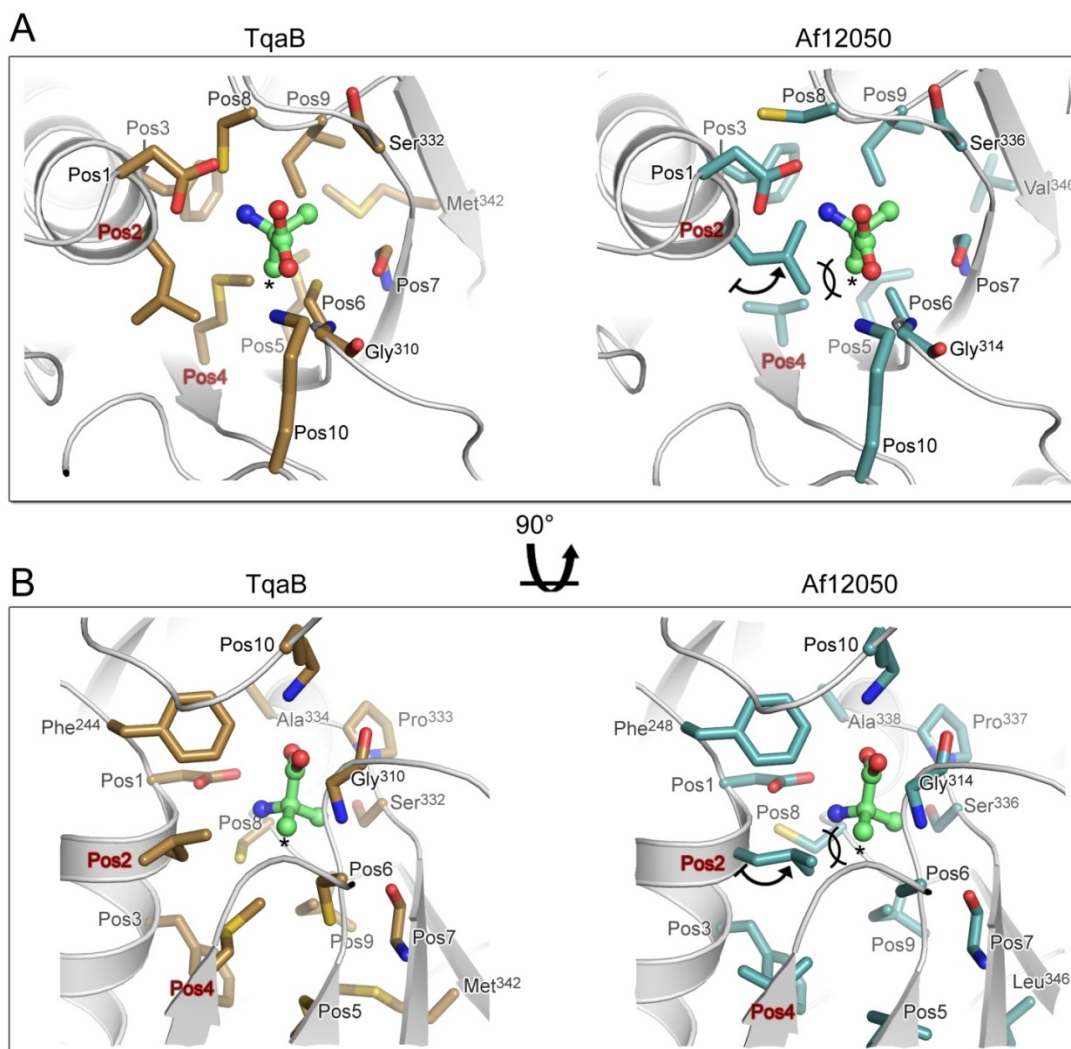 A
TqaB
Af12050
Pos8
Pos9
Pos3
Ser332
Pos1
Met342
Pos2
Pos7
*
Pos6
Pos5
Gly310
Pos4
Pos10
Pos8
Pos9
Pos3
Ser336
Pos1
Val346
Pos2
*
Pos7
Pos6
Pos5
Gly314
Pos4
Pos10
90°
B
TqaB
Af12050
Pos10
Phe244
Ala334
Pro333
Pos1
Gly310
Ser332
Pos8
*
Pos2
Pos6
Pos3
Pos9
Pos7
Pos4
Met342
Pos5
Pos10
Phe248
Ala338
Pro337
Pos1
Gly314
Pos8
Ser336
*
Pos2
Pos6
Pos3
Pos9
Pos7
Leu346
Pos4
Pos5